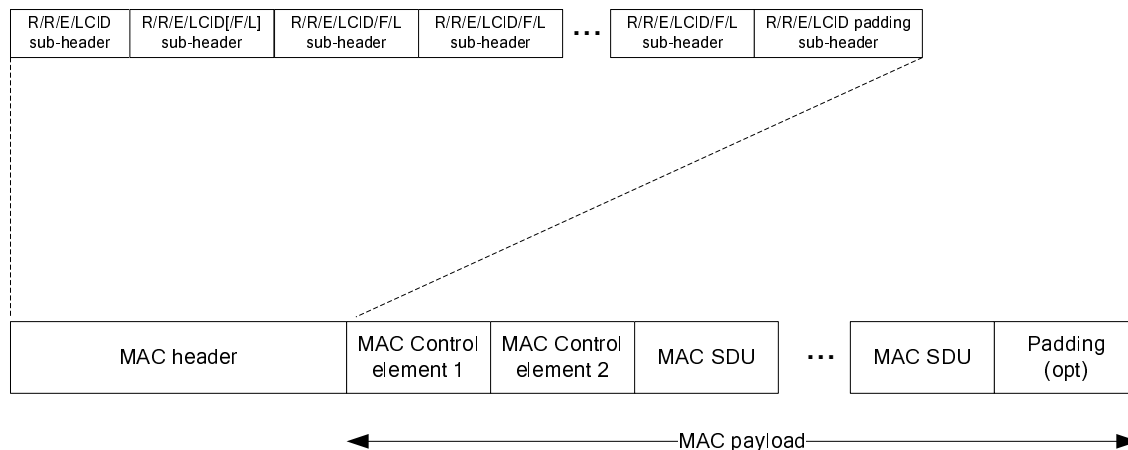 R/R/E/LCID
sub-header
R/R/E/LCID[/F/L]
sub-header
R/R/E/LCID/F/L
sub-header
R/R/E/LCID/F/L
sub-header
...
R/R/E/LCID/F/L
sub-header
R/R/E/LCID padding
sub-header
MAC header
MAC Control
element 1
MAC Control
element 2
MAC SDU
...
MAC SDU
Padding
(opt)
MAC payload